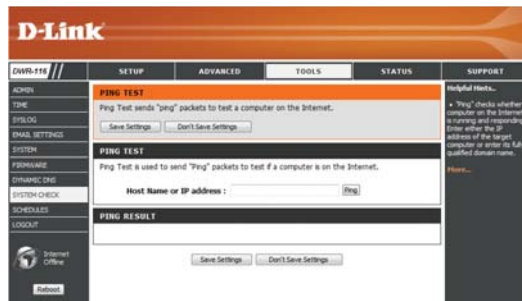 D-Link
DWR-116
SETUP
ADVANCED
TOOLS
STATUS
SUPPORT
ADMIN
TIME
SYSLOG
EMAIL SETTINGS
SYSTEM
FIRMWARE
DYNAMIC DNS
SYSTEM CHECK
SCHEDULES
LOGOUT
Internet
Offline
Reboot
PING TEST
Ping Test sends "ping" packets to test a computer on the Internet.
Save Settings Don't Save Settings
PING TEST
Ping Test is used to send "Ping" packets to test if a computer is on the Internet.
Host Name or IP address : Ping
PING RESULT
Save Settings Don't Save Settings
Helpful Hints..
• "Ping" checks whether
computer on the Internet
is running and responding.
Enter either the IP
address of the target
computer or enter its full
qualified domain name.
More...